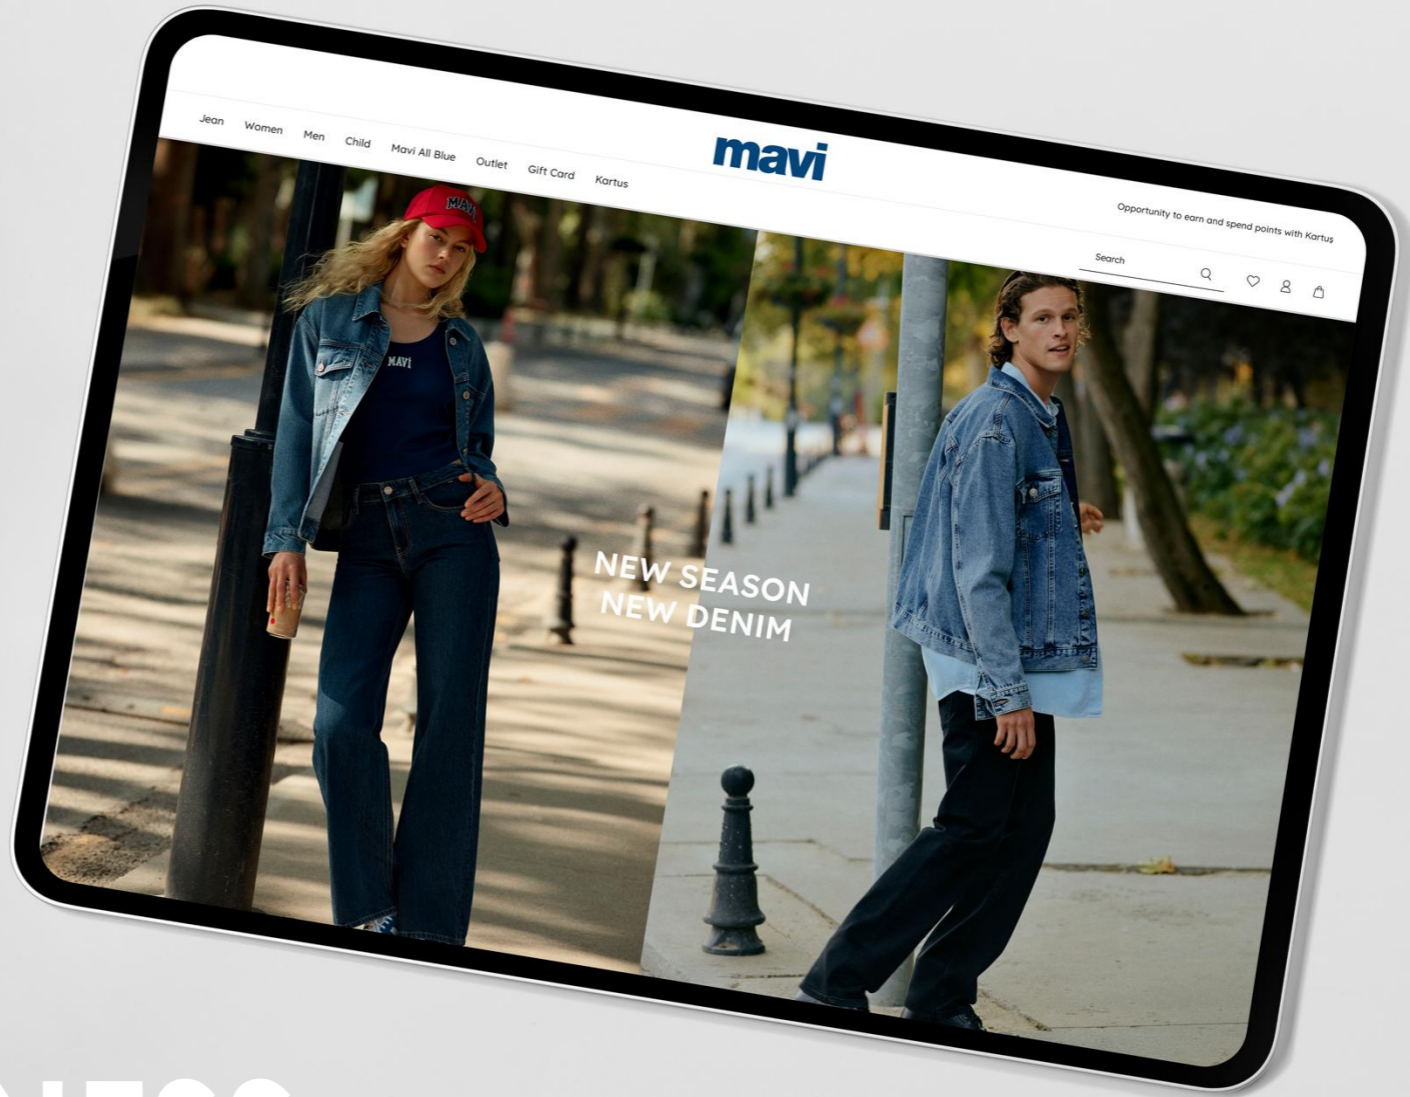 mavi
Jean Women Men Child Mavi All Blue Outlet Gift Card Kartus
Opportunity to earn and spend points with Kartuş
Search
MAVİ
NEW SEASON
NEW DENIM